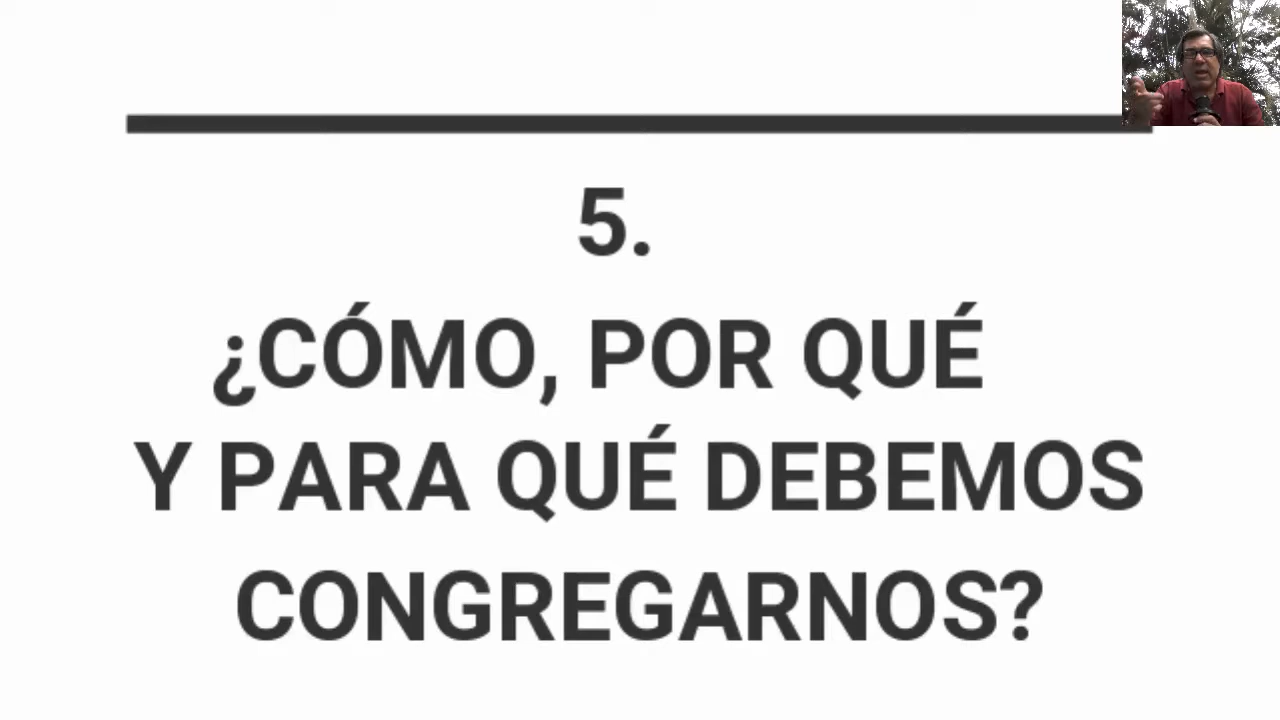 5.
¿CÓMO, POR QUÉ
Y PARA QUÉ DEBEMOS
CONGREGARNOS?